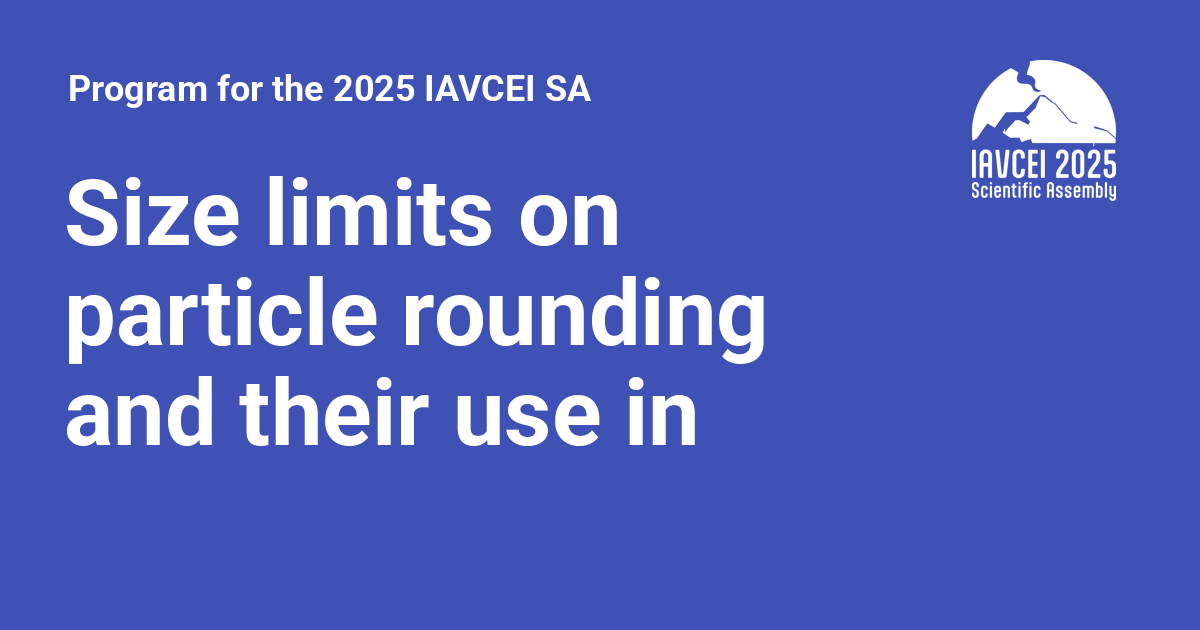 Program for the 2025 IAVCEI SA
IAVCEI 2025
Scientific Assembly
Size limits on
particle rounding
and their use in